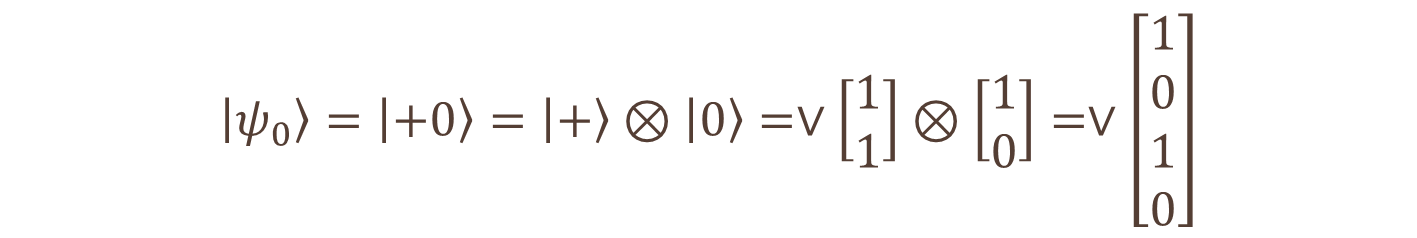 |ψ₀⟩ = |+0⟩ = |+⟩ ⊗ |0⟩ =∨ [1 1] ⊗ [1 0] =∨ [1 0 1 0]